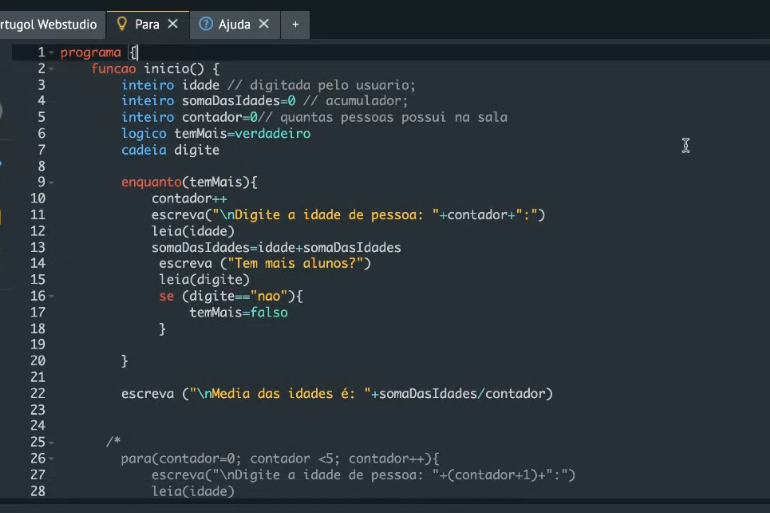 rtugol Webstudio Para Ajuda +
1 programa {
2 funcao inicio() {
3 inteiro idade // digitada pelo usuario;
4 inteiro somaDasIdades=0 // acumulador;
5 inteiro contador=0// quantas pessoas possui na sala
6 logico temMais=verdadeiro
7 cadeia digite
8
9 enquanto(temMais){
10 contador++
11 escreva("\nDigite a idade de pessoa: "+contador+":")
12 leia(idade)
13 somaDasIdades=idade+somaDasIdades
14 escreva ("Tem mais alunos?")
15 leia(digite)
16 se (digite=="nao"){
17 temMais=falso
18 }
19
20 }
21
22 escreva ("\nMedia das idades é: "+somaDasIdades/contador)
23
24
25 /*
26 para(contador=0; contador <5; contador++){
27 escreva("\nDigite a idade de pessoa: "+(contador+1)+":")
28 leia(idade)